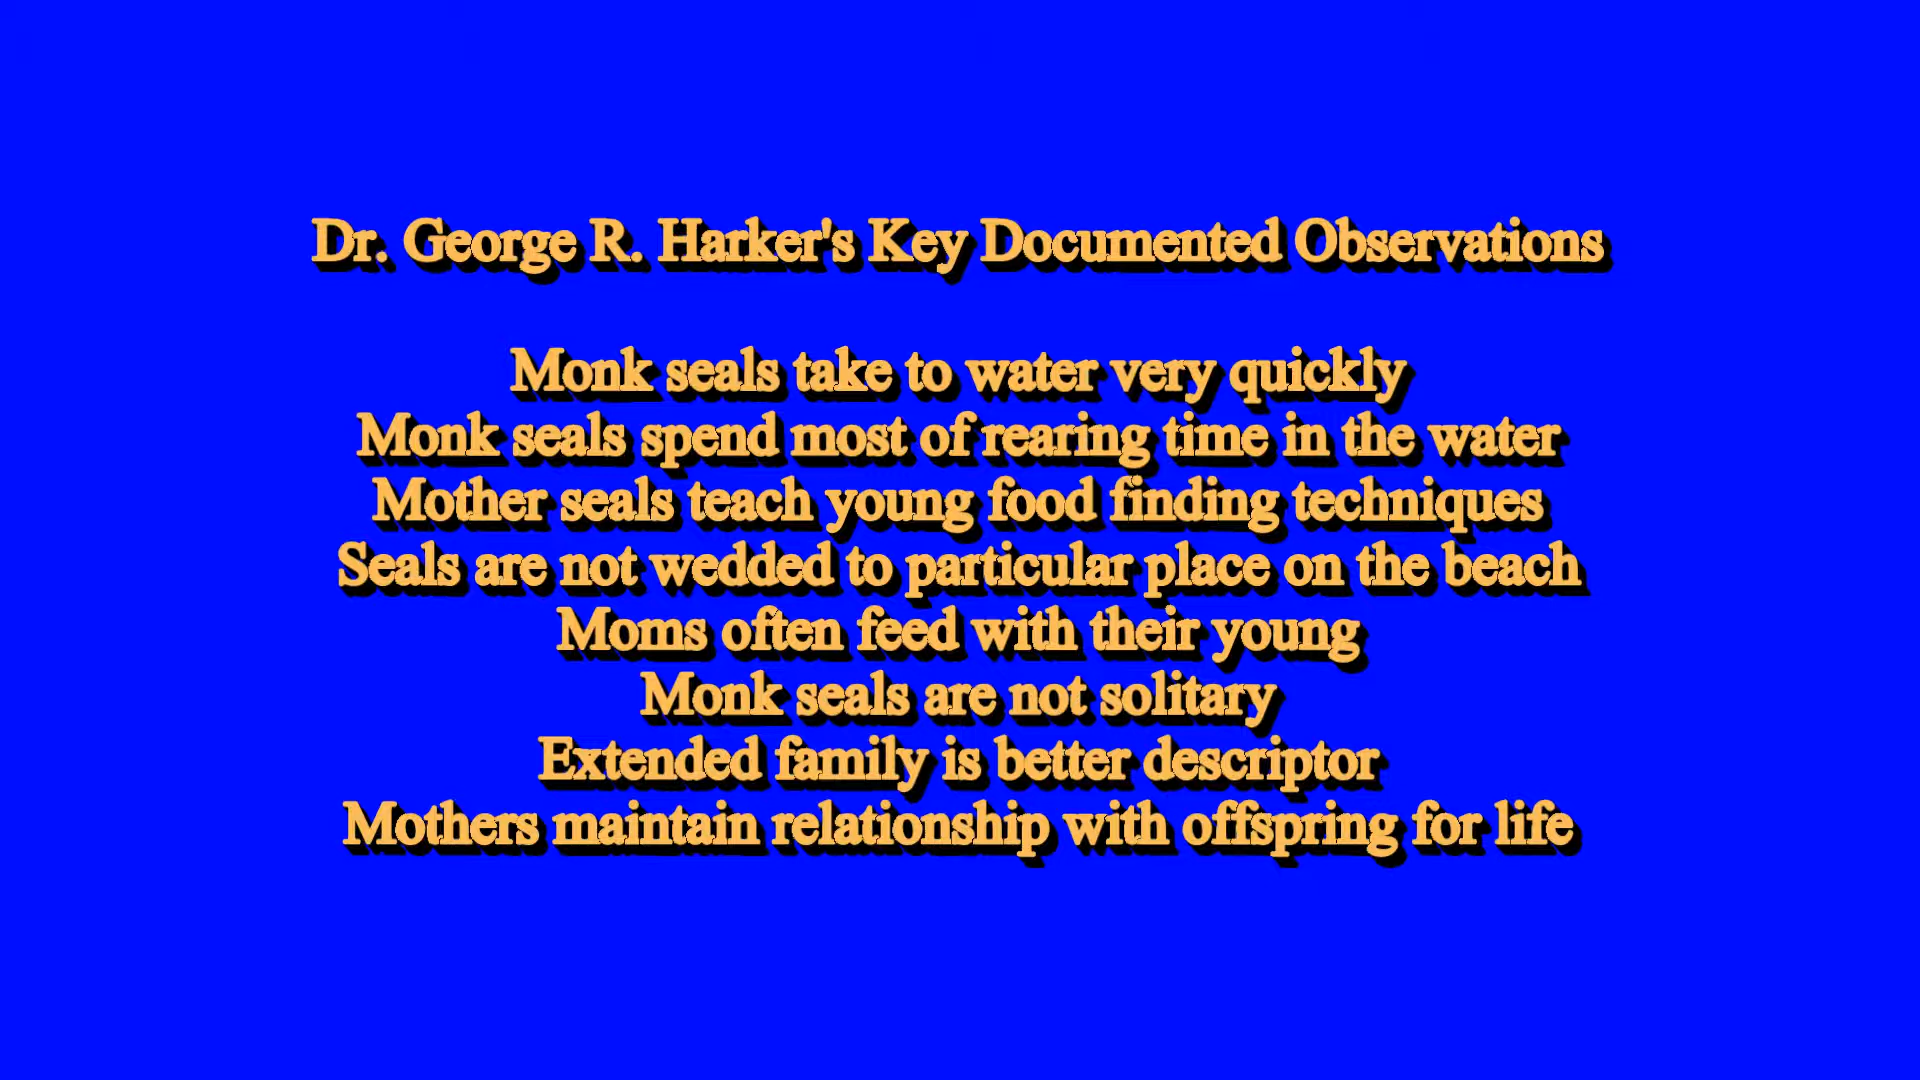 Dr. George R. Harker's Key Documented Observations
Monk seals take to water very quickly
Monk seals spend most of rearing time in the water
Mother seals teach young food finding techniques
Seals are not wedded to particular place on the beach
Moms often feed with their young
Monk seals are not solitary
Extended family is better descriptor
Mothers maintain relationship with offspring for life